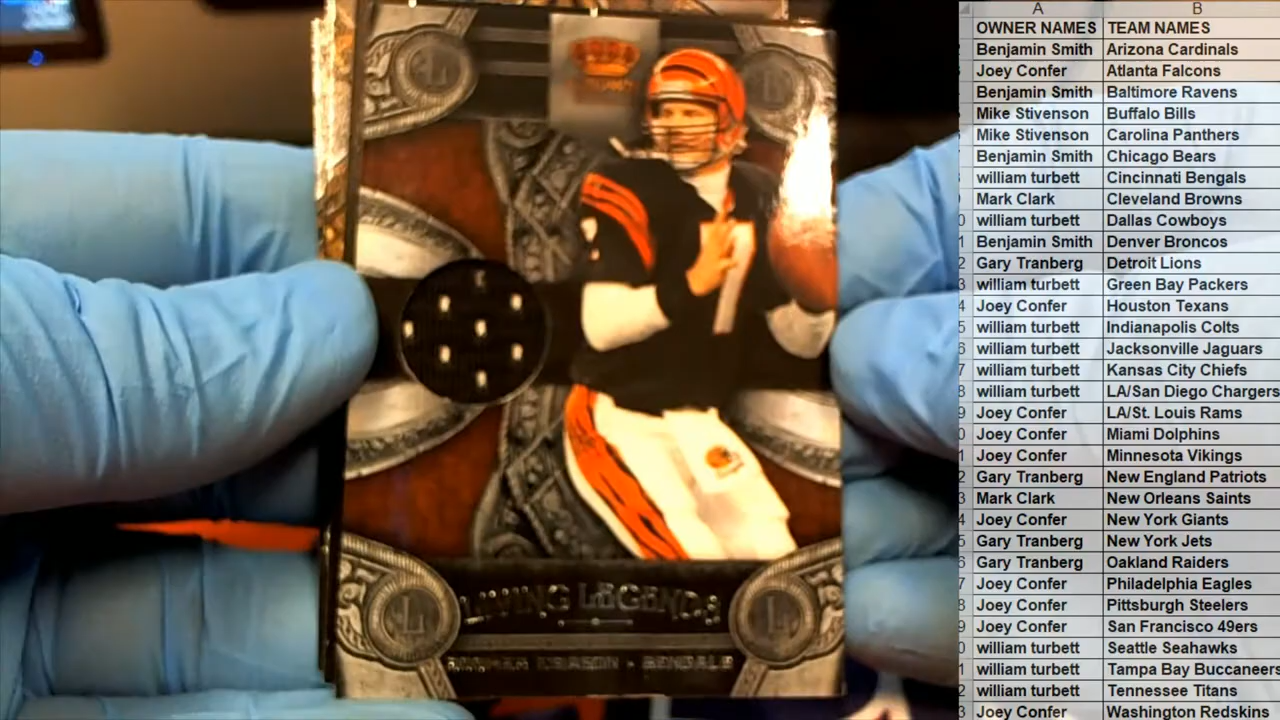 LIVING LEGENDS
BOOMER ESIASON • BENGALS
L
L
L
L
7
A B
OWNER NAMES TEAM NAMES
Benjamin Smith Arizona Cardinals
Joey Confer Atlanta Falcons
Benjamin Smith Baltimore Ravens
Mike Stivenson Buffalo Bills
Mike Stivenson Carolina Panthers
Benjamin Smith Chicago Bears
william turbett Cincinnati Bengals
Mark Clark Cleveland Browns
william turbett Dallas Cowboys
Benjamin Smith Denver Broncos
Gary Tranberg Detroit Lions
william turbett Green Bay Packers
Joey Confer Houston Texans
william turbett Indianapolis Colts
william turbett Jacksonville Jaguars
william turbett Kansas City Chiefs
william turbett LA/San Diego Chargers
Joey Confer LA/St. Louis Rams
Joey Confer Miami Dolphins
Joey Confer Minnesota Vikings
Gary Tranberg New England Patriots
Mark Clark New Orleans Saints
Joey Confer New York Giants
Gary Tranberg New York Jets
Gary Tranberg Oakland Raiders
Joey Confer Philadelphia Eagles
Joey Confer Pittsburgh Steelers
Joey Confer San Francisco 49ers
william turbett Seattle Seahawks
william turbett Tampa Bay Buccaneers
william turbett Tennessee Titans
Joey Confer Washington Redskins